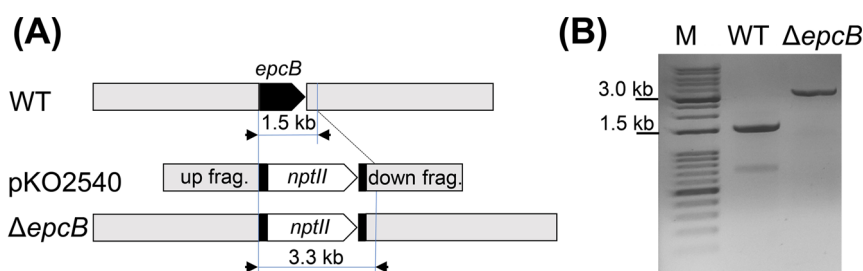 (A)
epcB
WT
1.5 kb
pKO2540 up frag. nptII down frag.
ΔepcB nptII
3.3 kb
(B)
M WT ΔepcB
3.0 kb
1.5 kb